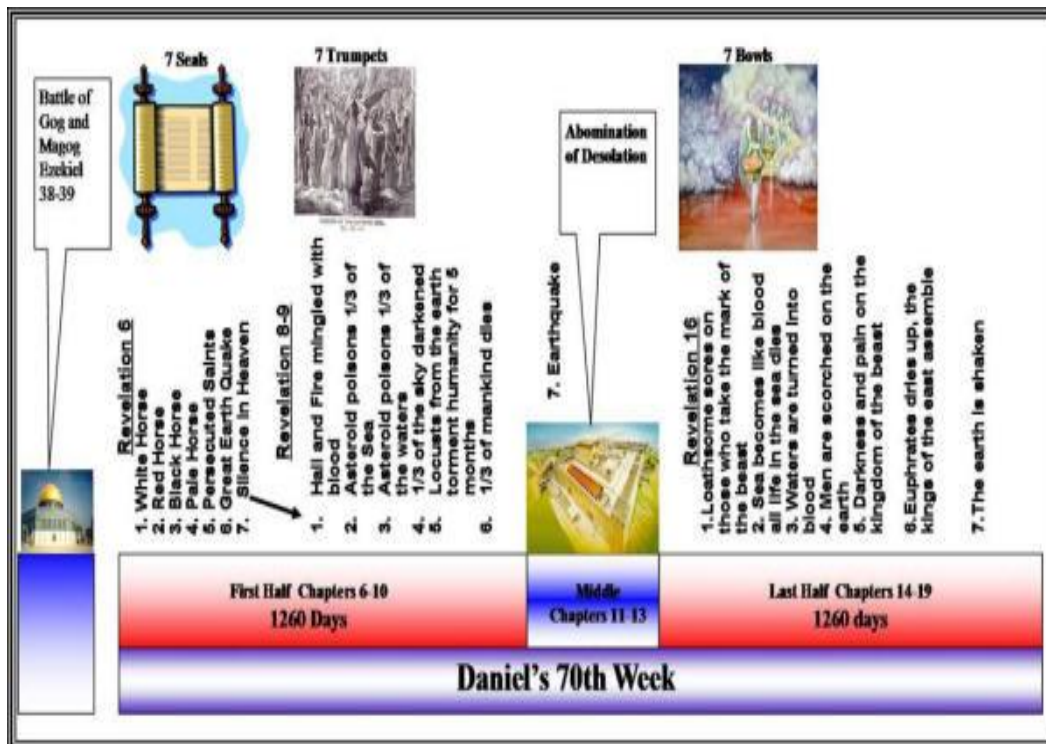 7 Seals
7 Trumpets
7 Bowls
Battle of
Gog and
Magog
Ezekiel
38-39
Abomination
of Desolation
Revelation 6
1. White Horse
2. Red Horse
3. Black Horse
4. Pale Horse
5. Persecuted Saints
6. Great Earth Quake
7. Silence in Heaven
Revelation 8-9
1. Hail and Fire mingled with
blood
2. Asteroid poisons 1/3 of
the Sea
3. Asteroid poisons 1/3 of
the waters
4. 1/3 of the sky darkened
5. Locusts from the earth
torment humanity for 5
months
6. 1/3 of mankind dies
7. Earthquake
Revelation 16
1.Loathsome sores on
those who take the mark of
the beast
2. Sea becomes like blood
all life in the sea dies
3. Waters are turned into
blood
4. Men are scorched on the
earth
5. Darkness and pain on the
kingdom of the beast
6.Euphrates dries up, the
kings of the east assemble
7.The earth is shaken
First Half Chapters 6-10
1260 Days
Middle
Chapters 11-13
Last Half Chapters 14-19
1260 days
Daniel's 70th Week